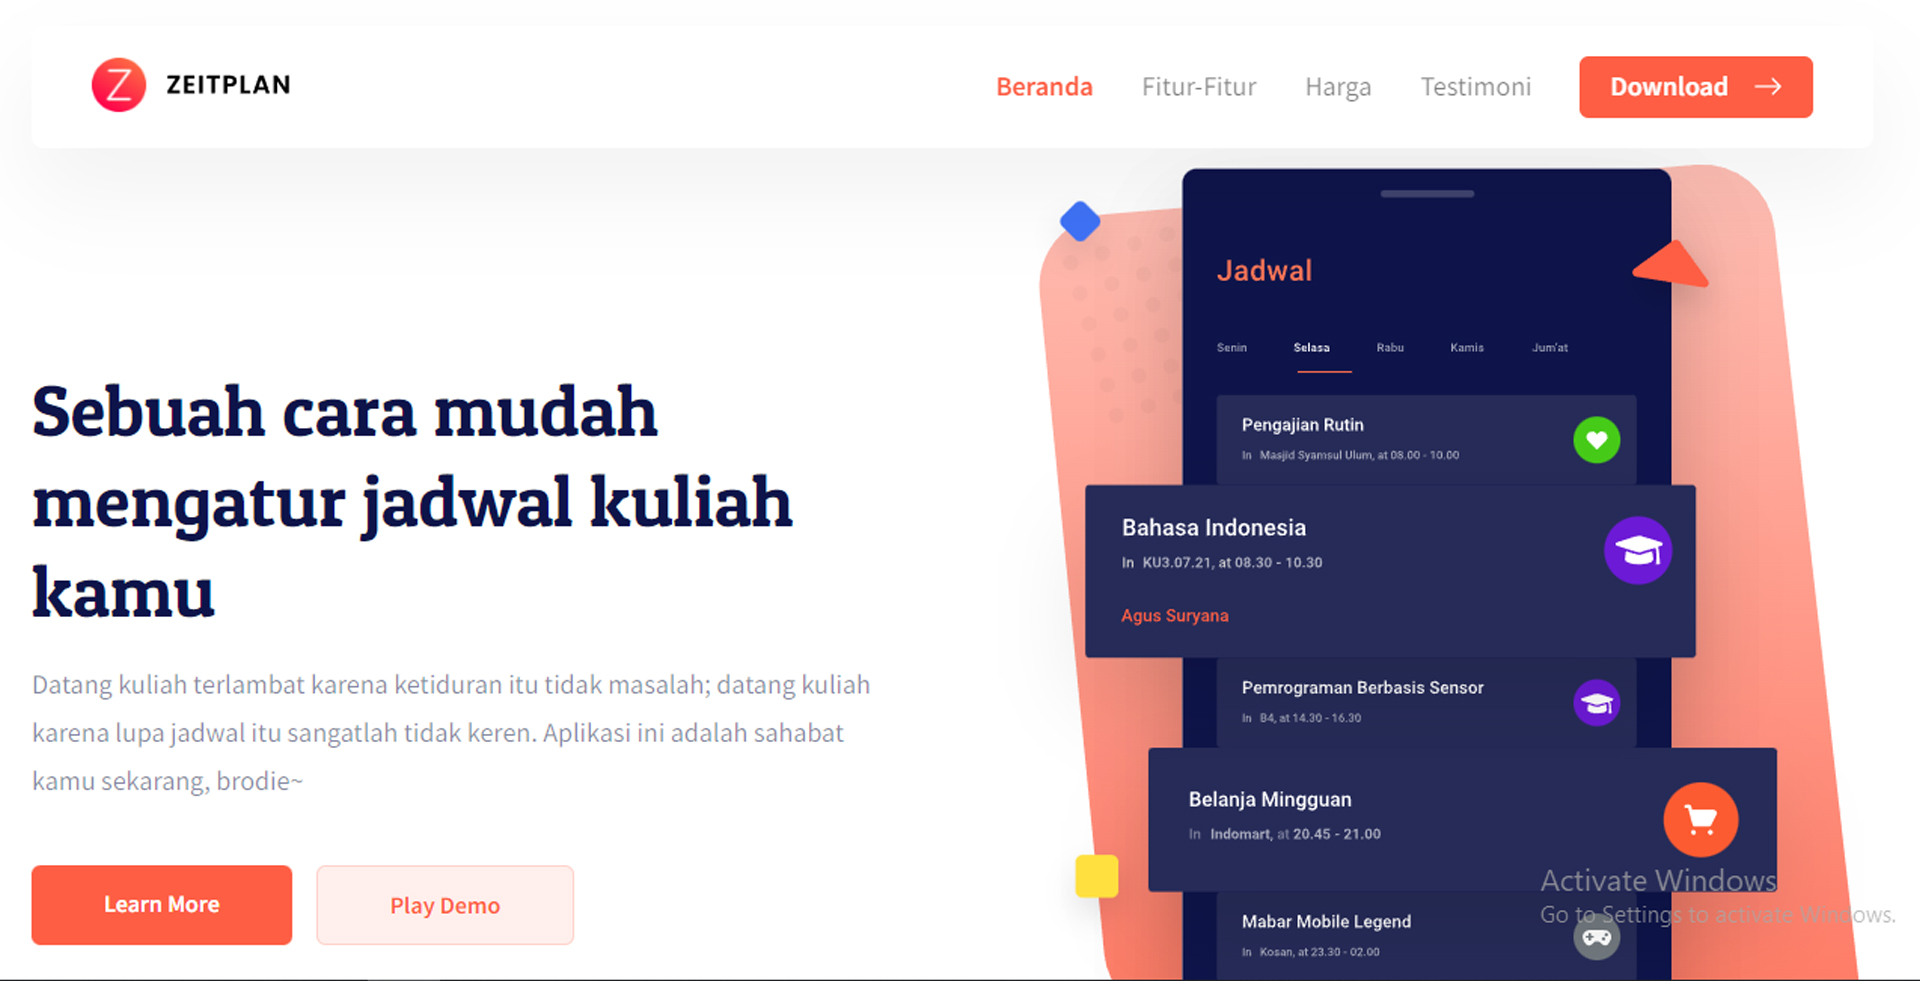 Z ZEITPLAN
Beranda Fitur-Fitur Harga Testimoni Download
Sebuah cara mudah
mengatur jadwal kuliah
kamu
Datang kuliah terlambat karena ketiduran itu tidak masalah; datang kuliah
karena lupa jadwal itu sangatlah tidak keren. Aplikasi ini adalah sahabat
kamu sekarang, brodie~
Learn More Play Demo
Jadwal
Senin Selasa Rabu Kamis Jum'at
Pengajian Rutin
In Masjid Syamsul Ulum, at 08.00 - 10.00
Bahasa Indonesia
In KU3.07.21, at 08.30 - 10.30
Agus Suryana
Pemrograman Berbasis Sensor
In B4, at 14.30 - 16.30
Belanja Mingguan
In Indomart, at 20.45 - 21.00
Mabar Mobile Legend
In Kosan, at 23.30 - 02.00
Activate Windows
Go to Settings to activate Windows.